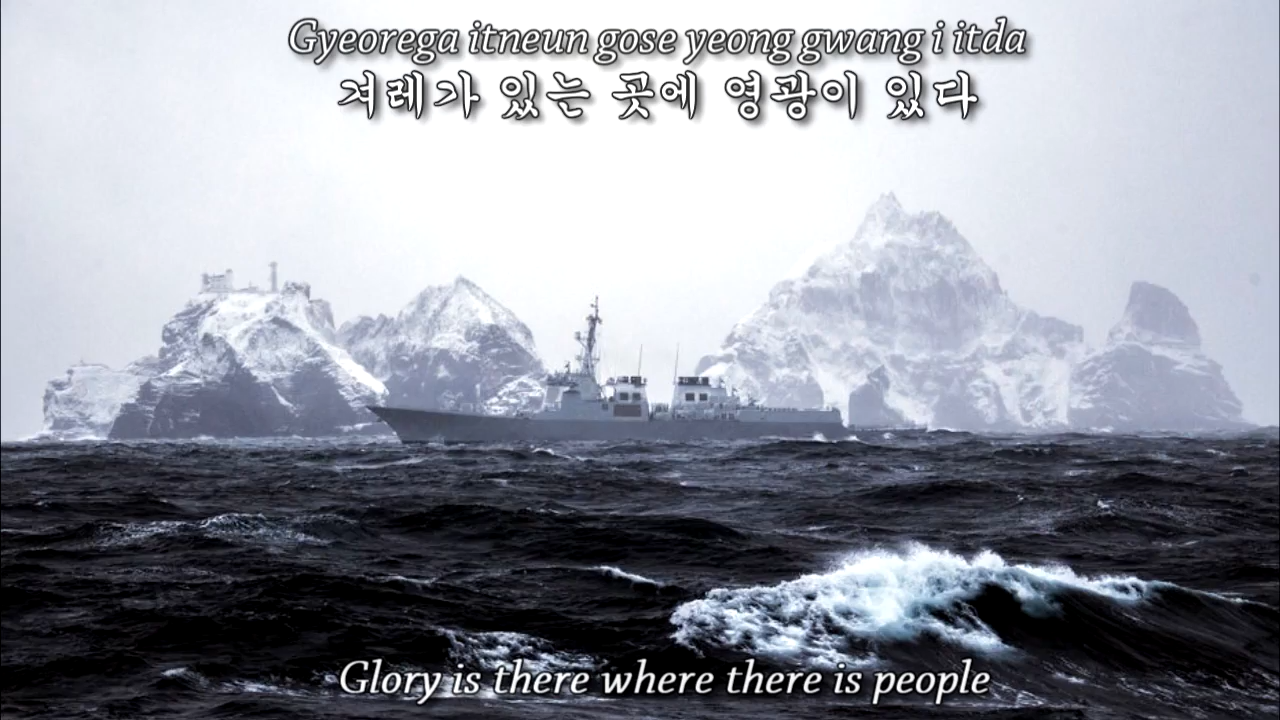 Gyeorega itneun gose yeong gwang i itda
겨레가 있는 곳에 영광이 있다
Glory is there where there is people